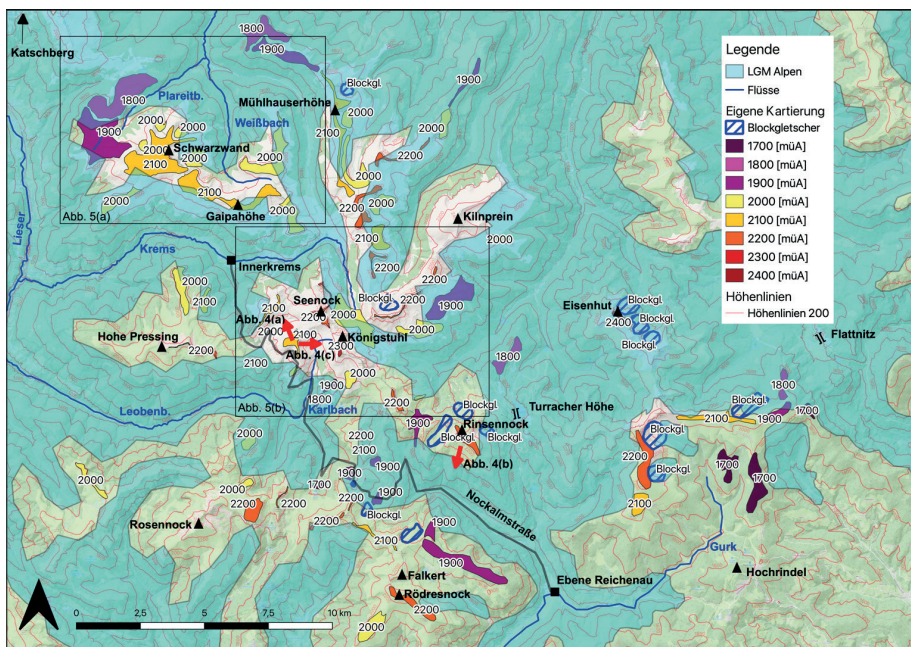 1800
Katschberg
1900
1900
Blockgl.
1800
Plareitb.
Mühlhauserhöhe
2000
2000
2000
1900
Weißbach
2100
2000
2000
Schwarzwand
2200
2100
2100
2000
Gaipahöhe
2200
2000
Abb. 5(a)
Kilnprein
2100
2000
Lieser
Krems
Innerkrems
2000
2100
Seenock
2100
2200
2000
Abb. 4(a)
2000
2100
Königstuhl
2300
Abb. 4(c)
Hohe Pressing
2200
2100
Blockgl.
2200
2200
1900
2000
1900
1800
Karlbach
Abb. 5(b)
Leobenb.
Eisenhut
2400
Blockgl.
Blockgl.
Blockgl.
Flattnitz
1800
Blockgl.
Turracher Höhe
1900
Rinsennock
Blockgl.
Blockgl.
Abb. 4(b)
Blockgl.
1800
2100
1900
1700
Blockgl.
2200
Blockgl.
2100
1700
1700
2000
2200
2100
1900
1900
1700
1900
2000
2200
2200
Rosennock
Blockgl.
2100
1900
1900
Nockalmstraße
Falkert
Rödresnock
2200
2000
Ebene Reichenau
Gurk
Hochrindel
0 2,5 5 7,5 10 km
Legende
LGM Alpen
Flüsse
Eigene Kartierung
Blockgletscher
1700 [müA]
1800 [müA]
1900 [müA]
2000 [müA]
2100 [müA]
2200 [müA]
2300 [müA]
2400 [müA]
Höhenlinien
Höhenlinien 200